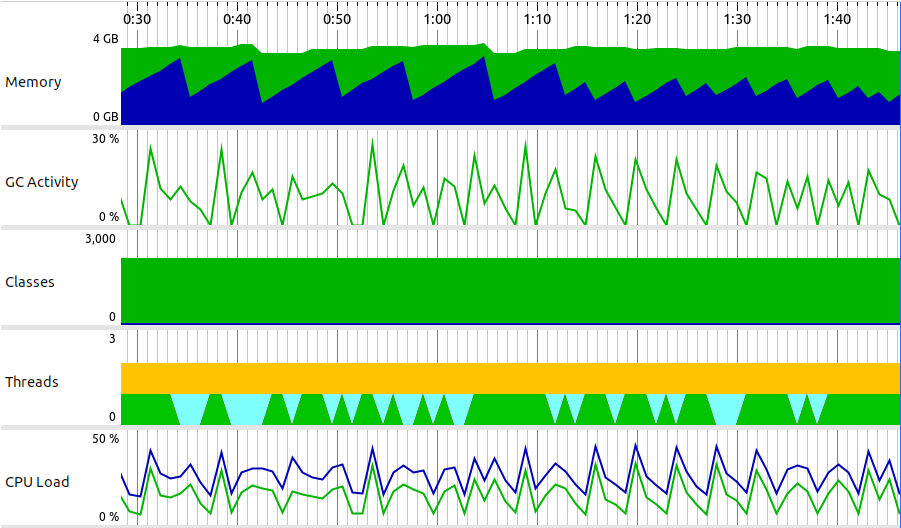 0:30 0:40 0:50 1:00 1:10 1:20 1:30 1:40
4 GB
Memory
0 GB
30 %
GC Activity
0 %
3,000
Classes
0
3
Threads
0
50 %
CPU Load
0 %